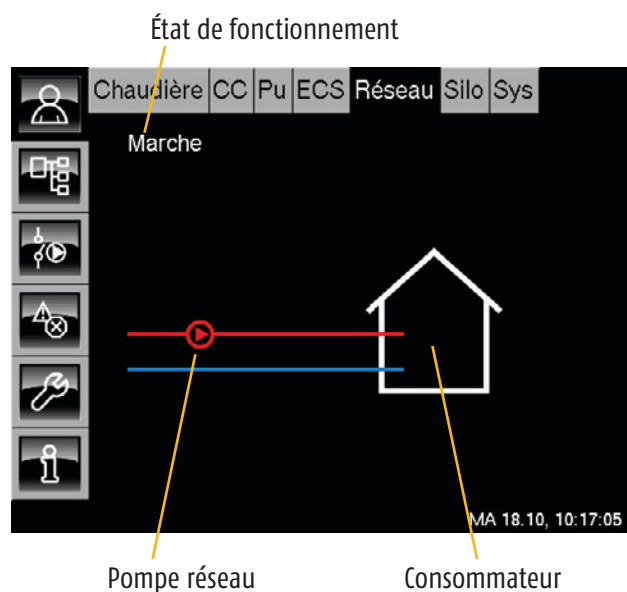 État de fonctionnement
Chaudière CC Pu ECS Réseau Silo Sys
Marche
MA 18.10, 10:17:05
Pompe réseau
Consommateur